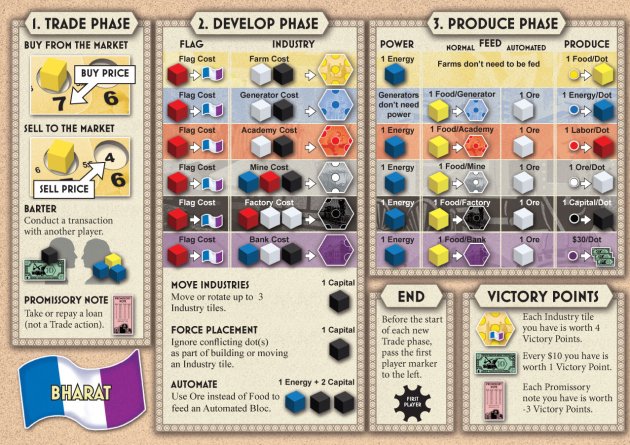 1. TRADE PHASE
BUY FROM THE MARKET
BUY PRICE
7
6
SELL TO THE MARKET
6
5
4
6
SELL PRICE
BARTER
Conduct a transaction
with another player.
PROMISSORY NOTE
Take or repay a loan
(not a Trade action).
BHARAT
2. DEVELOP PHASE
FLAG
INDUSTRY
Flag Cost
Farm Cost
Flag Cost
Generator Cost
Flag Cost
Academy Cost
Flag Cost
Mine Cost
Flag Cost
Factory Cost
Flag Cost
Bank Cost
MOVE INDUSTRIES
1 Capital
Move or rotate up to 3
Industry tiles.
FORCE PLACEMENT
1 Capital
Ignore conflicting dot(s)
as part of building or moving
an Industry tile.
AUTOMATE
1 Energy + 2 Capital
Use Ore instead of Food to
feed an Automated Bloc.
3. PRODUCE PHASE
POWER
FEED
PRODUCE
NORMAL
AUTOMATED
1 Energy
Farms don't need to be fed
1 Food/Dot
Generators
don't need
power
1 Food/Generator
1 Ore
1 Energy/Dot
1 Energy
1 Food/Academy
1 Ore
1 Labor/Dot
1 Energy
1 Food/Mine
1 Ore
1 Ore/Dot
1 Energy
1 Food/Factory
1 Ore
1 Capital/Dot
1 Energy
1 Food/Bank
1 Ore
$30/Dot
END
Before the start
of each new
Trade phase,
pass the first
player marker
to the left.
FIRST
PLAYER
VICTORY POINTS
Each Industry tile
you have is worth 4
Victory Points.
Every $10 you have is
worth 1 Victory Point.
Each Promissory
note you have is worth
-3 Victory Points.